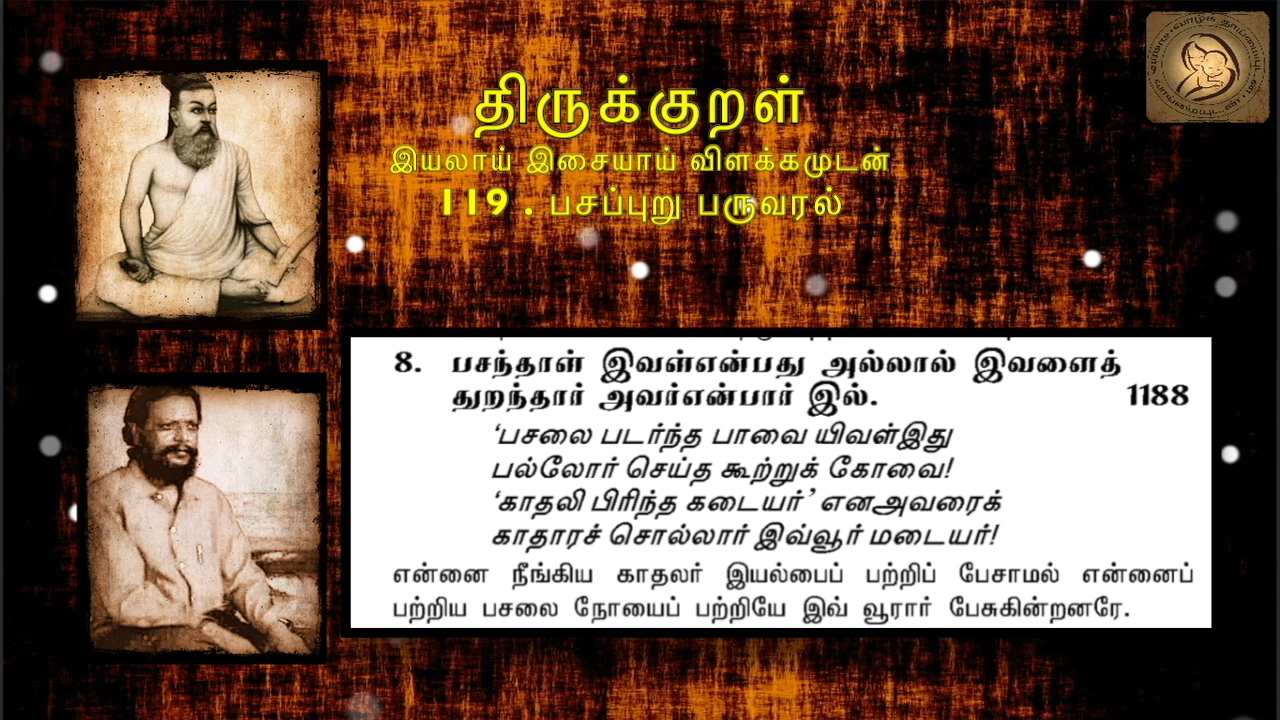 திருக்குறள்
இயலாய் இசையாய் விளக்கமுடன்
119 . பசப்புறு பருவரல்
8. பசந்தாள் இவள்என்பது அல்லால் இவளைத்
துறந்தார் அவர்என்பார் இல். 1188
‘பசலை படர்ந்த பாவை யிவள்இது
பல்லோர் செய்த கூற்றுக் கோவை!
‘காதலி பிரிந்த கடையர்’ எனஅவரைக்
காதாரச் சொல்லார் இவ்வூர் மடையர்!
என்னை நீங்கிய காதலர் இயல்பைப் பற்றிப் பேசாமல் என்னைப்
பற்றிய பசலை நோயைப் பற்றியே இவ் வூரார் பேசுகின்றனரே.